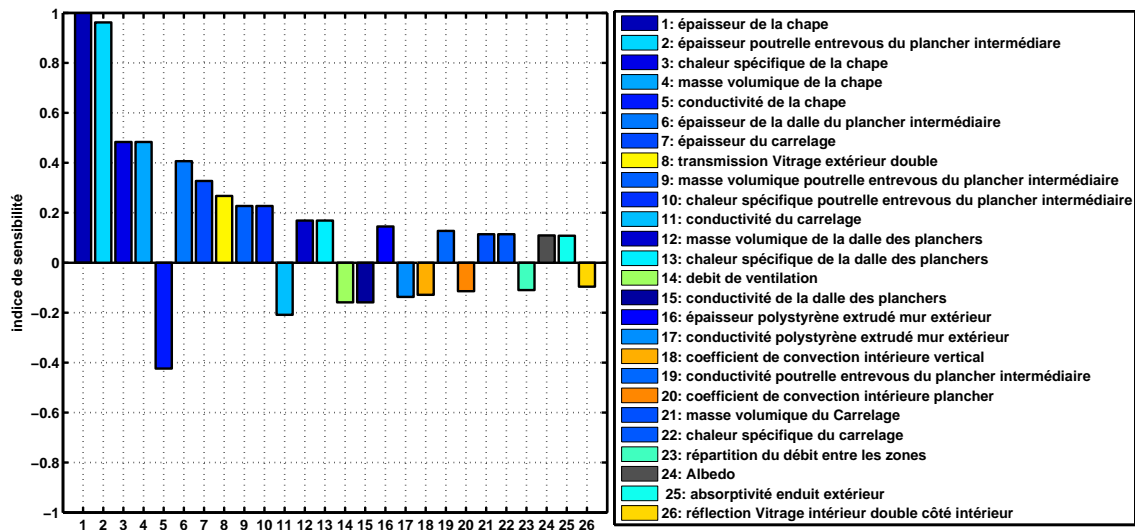 1
0.8
0.6
0.4
0.2
0
−0.2
−0.4
−0.6
−0.8
−1
indice de sensibilité
1 2 3 4 5 6 7 8 9 10 11 12 13 14 15 16 17 18 19 20 21 22 23 24 25 26
1: épaisseur de la chape
2: épaisseur poutrelle entrevous du plancher intermédiare
3: chaleur spécifique de la chape
4: masse volumique de la chape
5: conductivité de la chape
6: épaisseur de la dalle du plancher intermédiaire
7: épaisseur du carrelage
8: transmission Vitrage extérieur double
9: masse volumique poutrelle entrevous du plancher intermédiaire
10: chaleur spécifique poutrelle entrevous du plancher intermédiaire
11: conductivité du carrelage
12: masse volumique de la dalle des planchers
13: chaleur spécifique de la dalle des planchers
14: debit de ventilation
15: conductivité de la dalle des planchers
16: épaisseur polystyrène extrudé mur extérieur
17: conductivité polystyrène extrudé mur extérieur
18: coefficient de convection intérieure vertical
19: conductivité poutrelle entrevous du plancher intermédiaire
20: coefficient de convection intérieure plancher
21: masse volumique du Carrelage
22: chaleur spécifique du carrelage
23: répartition du débit entre les zones
24: Albedo
25: absorptivité enduit extérieur
26: réflection Vitrage intérieur double côté intérieur